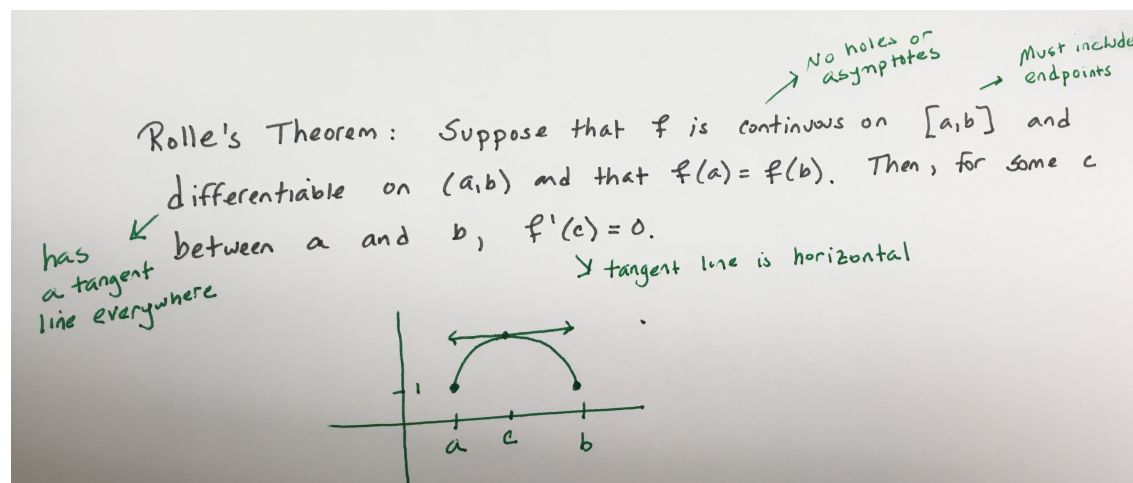 No holes or
asymptotes
Must include
endpoints
Rolle's Theorem: Suppose that f is continuous on [a,b] and
differentiable on (a,b) and that f(a) = f(b). Then, for some c
between a and b, f'(c) = 0.
has
a tangent
line everywhere
tangent line is horizontal
1
a c b